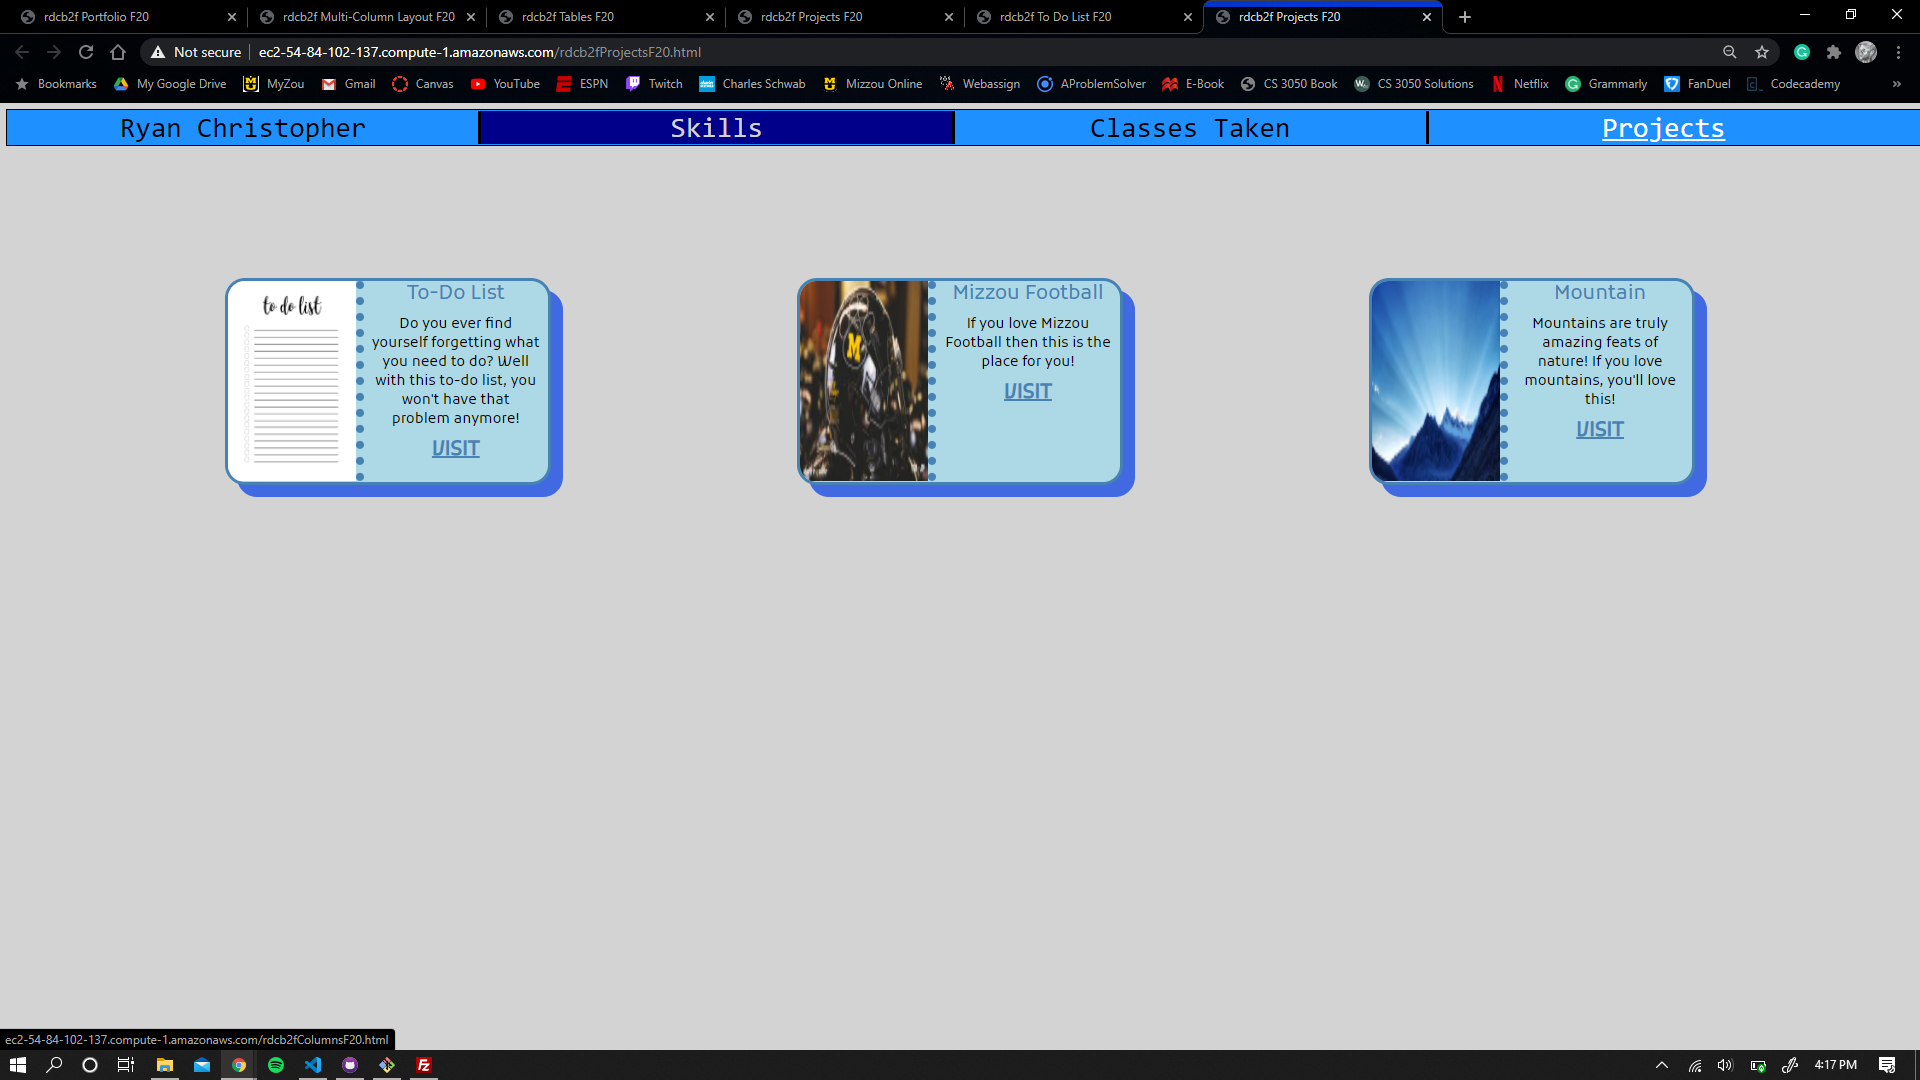 rdcb2f Portfolio F20
rdcb2f Multi-Column Layout F20
rdcb2f Tables F20
rdcb2f Projects F20
rdcb2f To Do List F20
rdcb2f Projects F20
Not secure
ec2-54-84-102-137.compute-1.amazonaws.com/rdcb2fProjectsF20.html
Bookmarks
My Google Drive
MyZou
Gmail
Canvas
YouTube
ESPN
Twitch
Charles Schwab
Mizzou Online
Webassign
AProblemSolver
E-Book
CS 3050 Book
CS 3050 Solutions
Netflix
Grammarly
FanDuel
Codecademy
»
Ryan Christopher
Skills
Classes Taken
Projects
to do list
To-Do List
Do you ever find
yourself forgetting what
you need to do? Well
with this to-do list, you
won't have that
problem anymore!
VISIT
M
Mizzou Football
If you love Mizzou
Football then this is the
place for you!
VISIT
Mountain
Mountains are truly
amazing feats of
nature! If you love
mountains, you'll love
this!
VISIT
ec2-54-84-102-137.compute-1.amazonaws.com/rdcb2fColumnsF20.html
4:17 PM